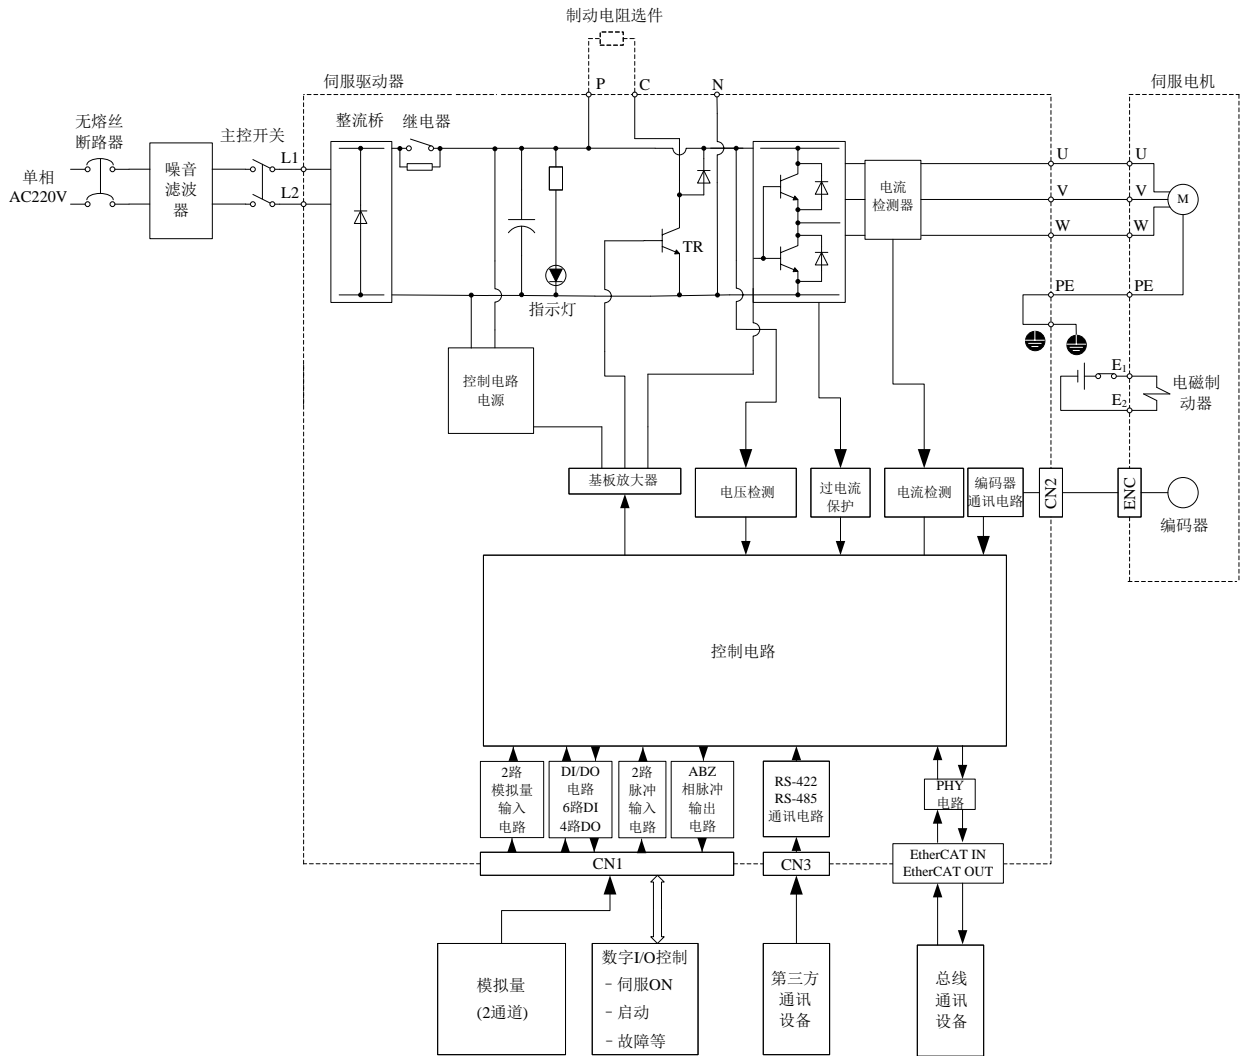 制动电阻选件
P
C
N
伺服驱动器
伺服电机
无熔丝
断路器
主控开关
整流桥
继电器
单相
AC220V
噪音
滤波
器
L1
L2
TR
指示灯
电流
检测器
U
V
W
PE
U
V
W
PE
M
控制电路
电源
E1
E2
电磁制
动器
基板放大器
电压检测
过电流
保护
电流检测
编码器
通讯电路
CN2
ENC
编码器
控制电路
2路
模拟量
输入
电路
DI/DO
电路
6路DI
4路DO
2路
脉冲
输入
电路
ABZ
相脉冲
输出
电路
RS-422
RS-485
通讯电路
PHY
电路
CN1
CN3
EtherCAT IN
EtherCAT OUT
模拟量
(2通道)
数字I/O控制
- 伺服ON
- 启动
- 故障等
第三方
通讯
设备
总线
通讯
设备